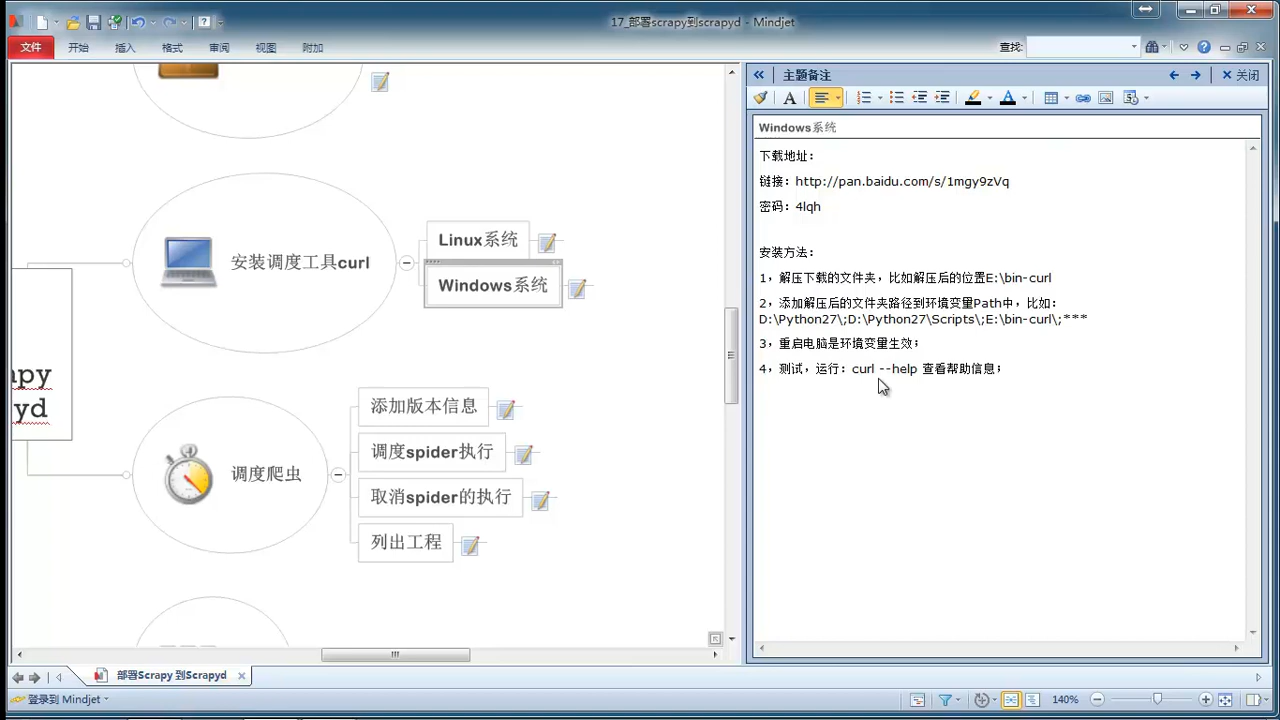 17_部署scrapy到scrapyd - Mindjet
文件 开始 插入 格式 审阅 视图 附加 查找:
主题备注 关闭
Windows系统
下载地址:
链接: http://pan.baidu.com/s/1mgy9zVq
密码: 4lqh
安装方法:
1, 解压下载的文件夹, 比如解压后的位置E:\bin-curl
2, 添加解压后的文件夹路径到环境变量Path中, 比如:
D:\Python27\;D:\Python27\Scripts\;E:\bin-curl\;***
3, 重启电脑是环境变量生效;
4, 测试, 运行: curl --help 查看帮助信息;
安装调度工具curl
Linux系统
Windows系统
apy
yd
调度爬虫
添加版本信息
调度spider执行
取消spider的执行
列出工程
部署Scrapy 到Scrapyd
登录到 Mindjet
140%